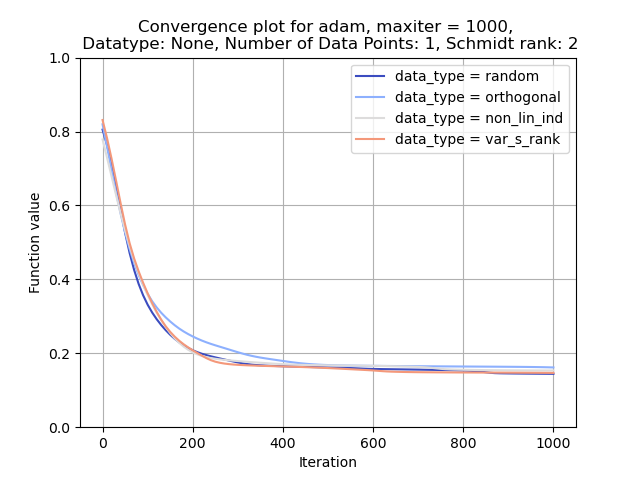 Convergence plot for adam, maxiter = 1000,
Datatype: None, Number of Data Points: 1, Schmidt rank: 2
1.0
0.8
0.6
0.4
0.2
0.0
Function value
data_type = random
data_type = orthogonal
data_type = non_lin_ind
data_type = var_s_rank
0 200 400 600 800 1000
Iteration